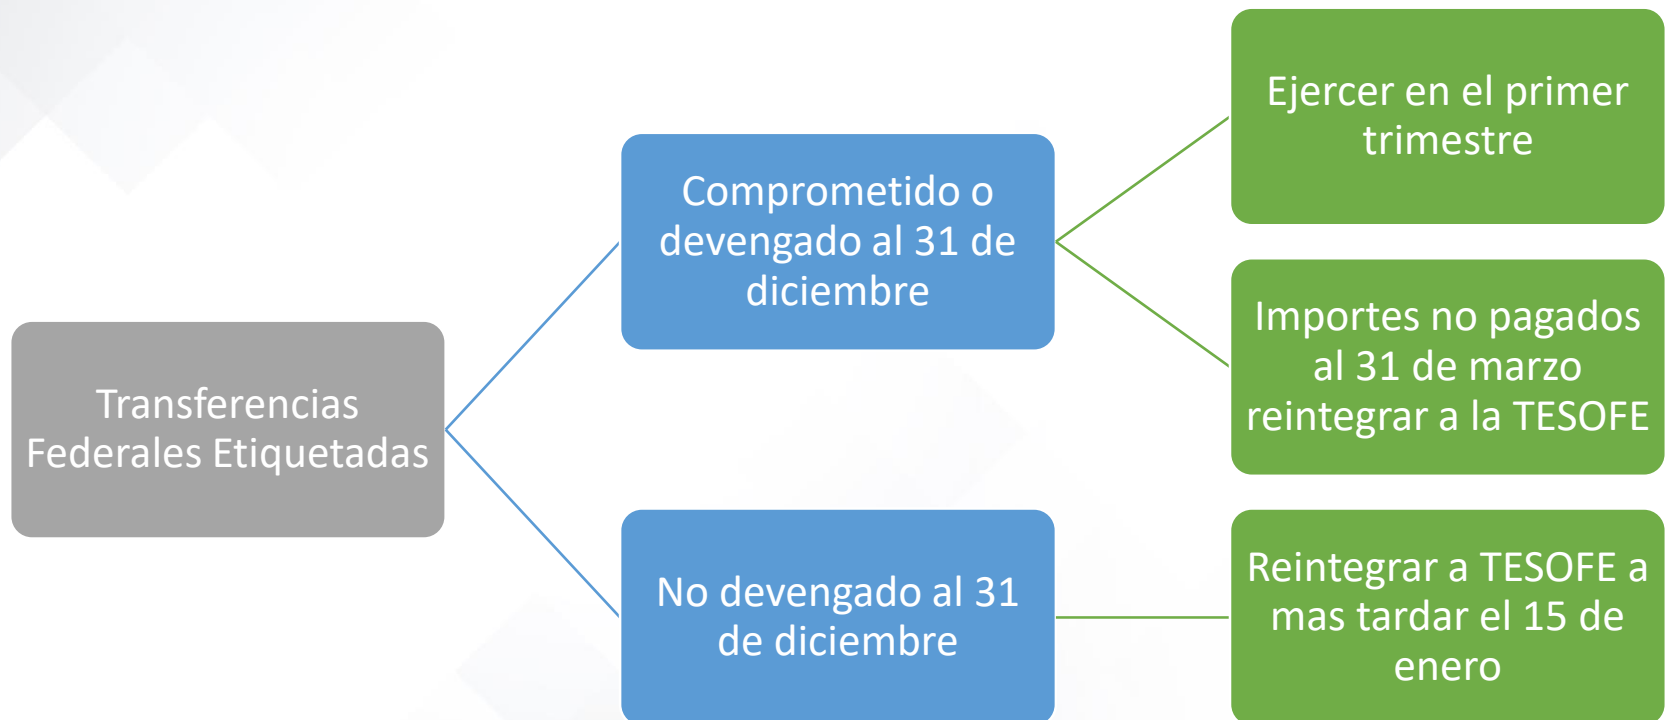 Transferencias
Federales Etiquetadas
Comprometido o
devengado al 31 de
diciembre
Ejercer en el primer
trimestre
Importes no pagados
al 31 de marzo
reintegrar a la TESOFE
No devengado al 31
de diciembre
Reintegrar a TESOFE a
mas tardar el 15 de
enero